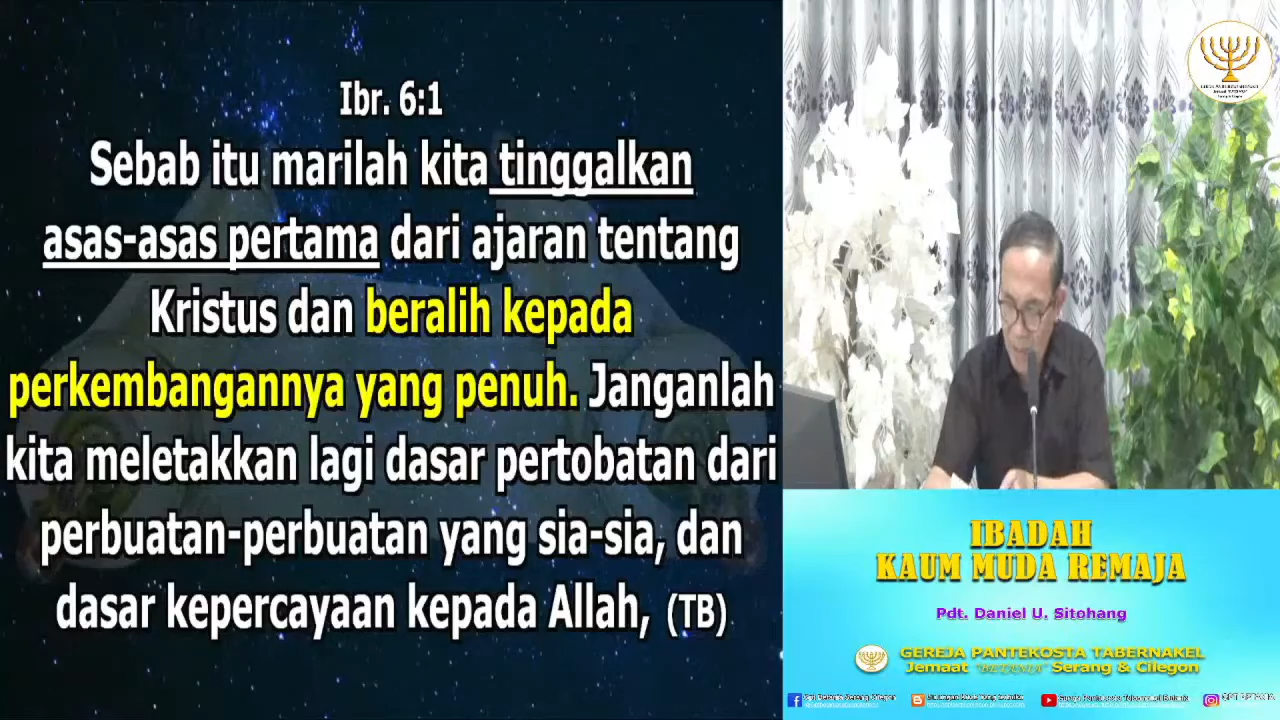 Ibr. 6:1
Sebab itu marilah kita tinggalkan
asas-asas pertama dari ajaran tentang
Kristus dan beralih kepada
perkembangannya yang penuh. Janganlah
kita meletakkan lagi dasar pertobatan dari
perbuatan-perbuatan yang sia-sia, dan
dasar kepercayaan kepada Allah, (TB)
IBADAH
KAUM MUDA REMAJA
Pdt. Daniel U. Sitohang
GEREJA PANTEKOSTA TABERNAKEL
Jemaat Serang & Cilegon